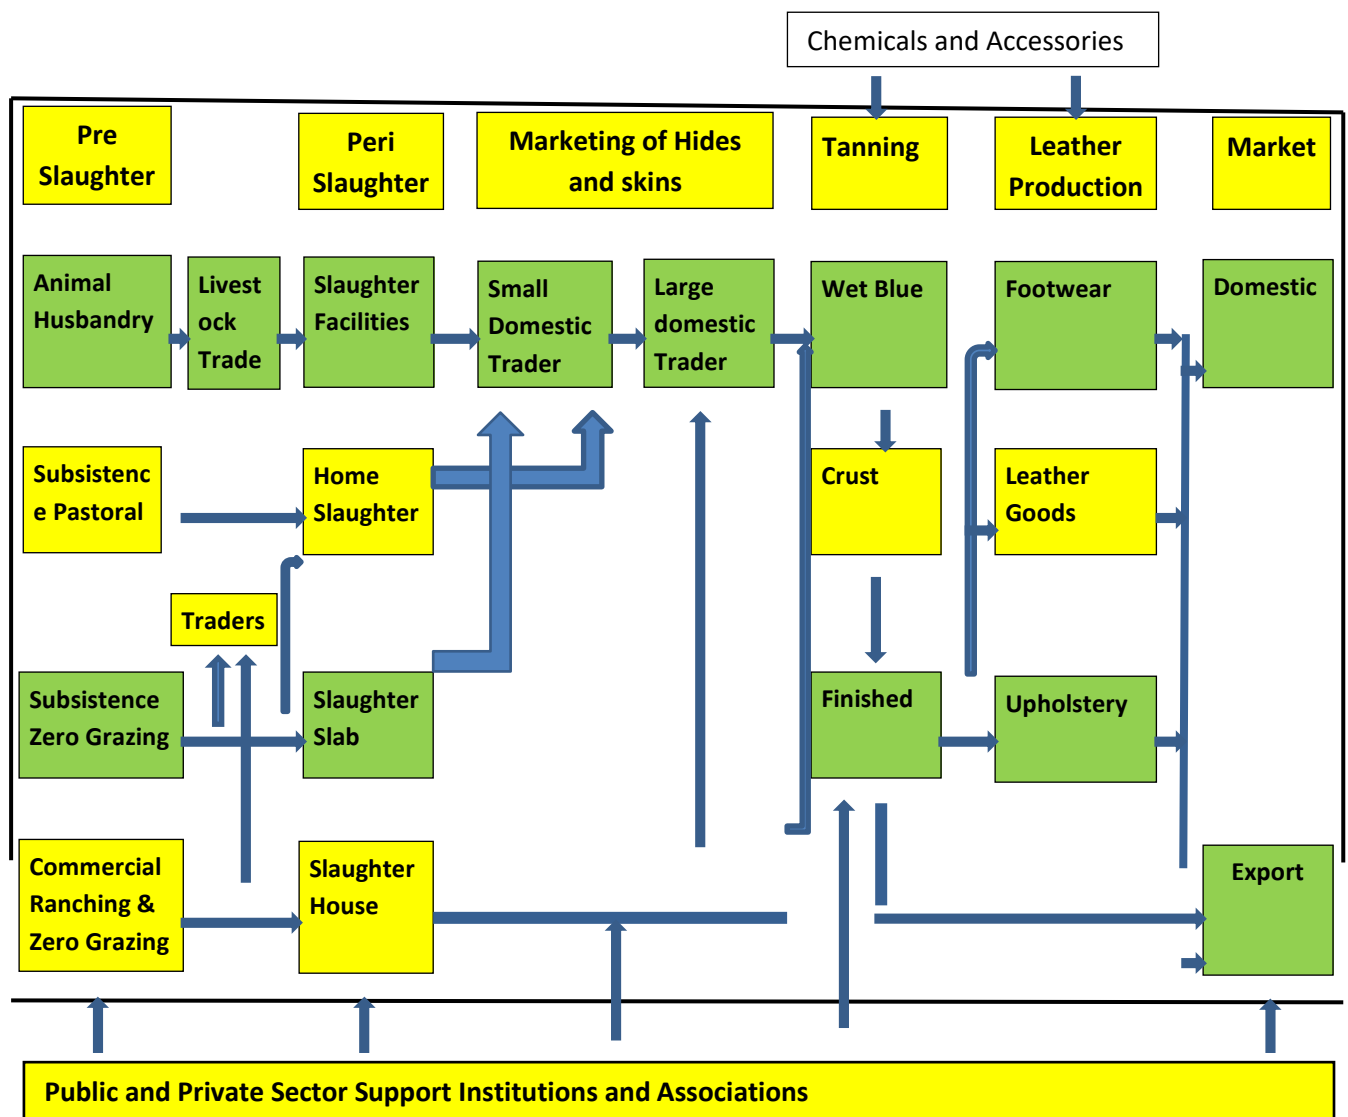 Chemicals and Accessories
Pre
Slaughter
Peri
Slaughter
Marketing of Hides
and skins
Tanning
Leather
Production
Market
Animal
Husbandry
Livest
ock
Trade
Slaughter
Facilities
Small
Domestic
Trader
Large
domestic
Trader
Wet Blue
Footwear
Domestic
Subsistenc
e Pastoral
Home
Slaughter
Crust
Leather
Goods
Traders
Subsistence
Zero Grazing
Slaughter
Slab
Finished
Upholstery
Commercial
Ranching &
Zero Grazing
Slaughter
House
Export
Public and Private Sector Support Institutions and Associations